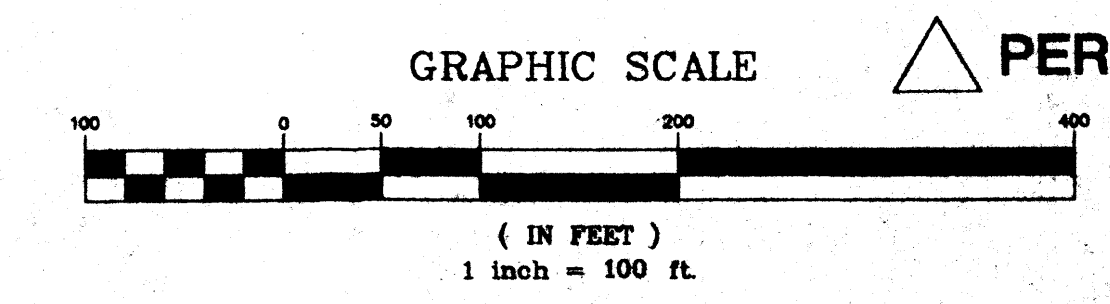 GRAPHIC SCALE
PER
100 0 50 100 200 400
( IN FEET )
1 inch = 100 ft.